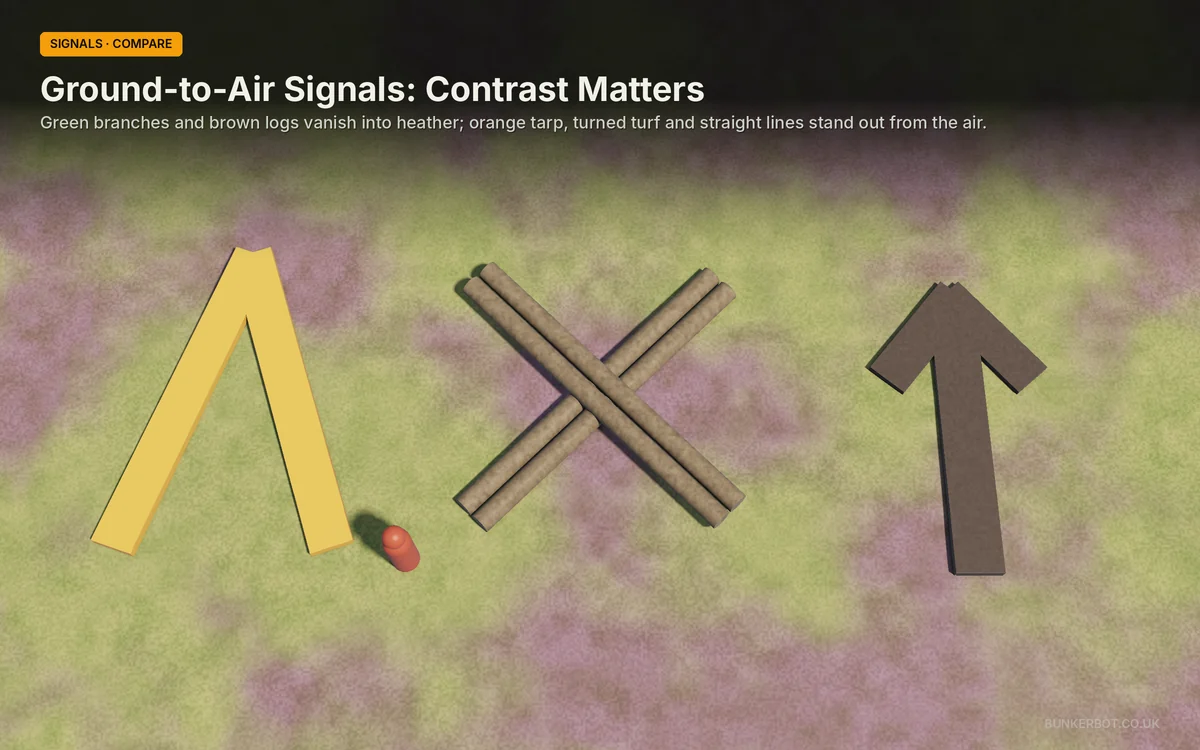 SIGNALS · COMPARE
Ground-to-Air Signals: Contrast Matters
Green branches and brown logs vanish into heather; orange tarp, turned turf and straight lines stand out from the air.
BUNKERBOT.CO.UK